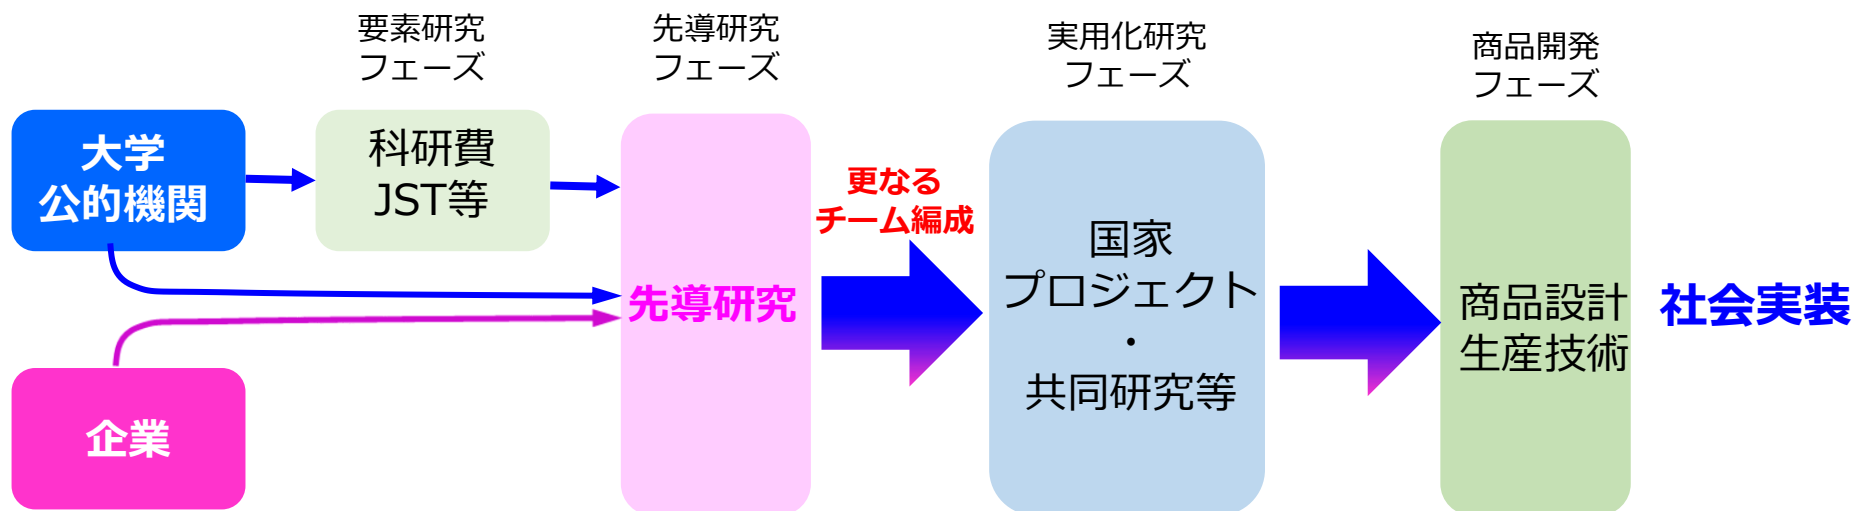 要素研究
フェーズ
先導研究
フェーズ
実用化研究
フェーズ
商品開発
フェーズ
大学
公的機関
科研費
JST等
企業
先導研究
更なる
チーム編成
国家
プロジェクト
・
共同研究等
商品設計
生産技術
社会実装